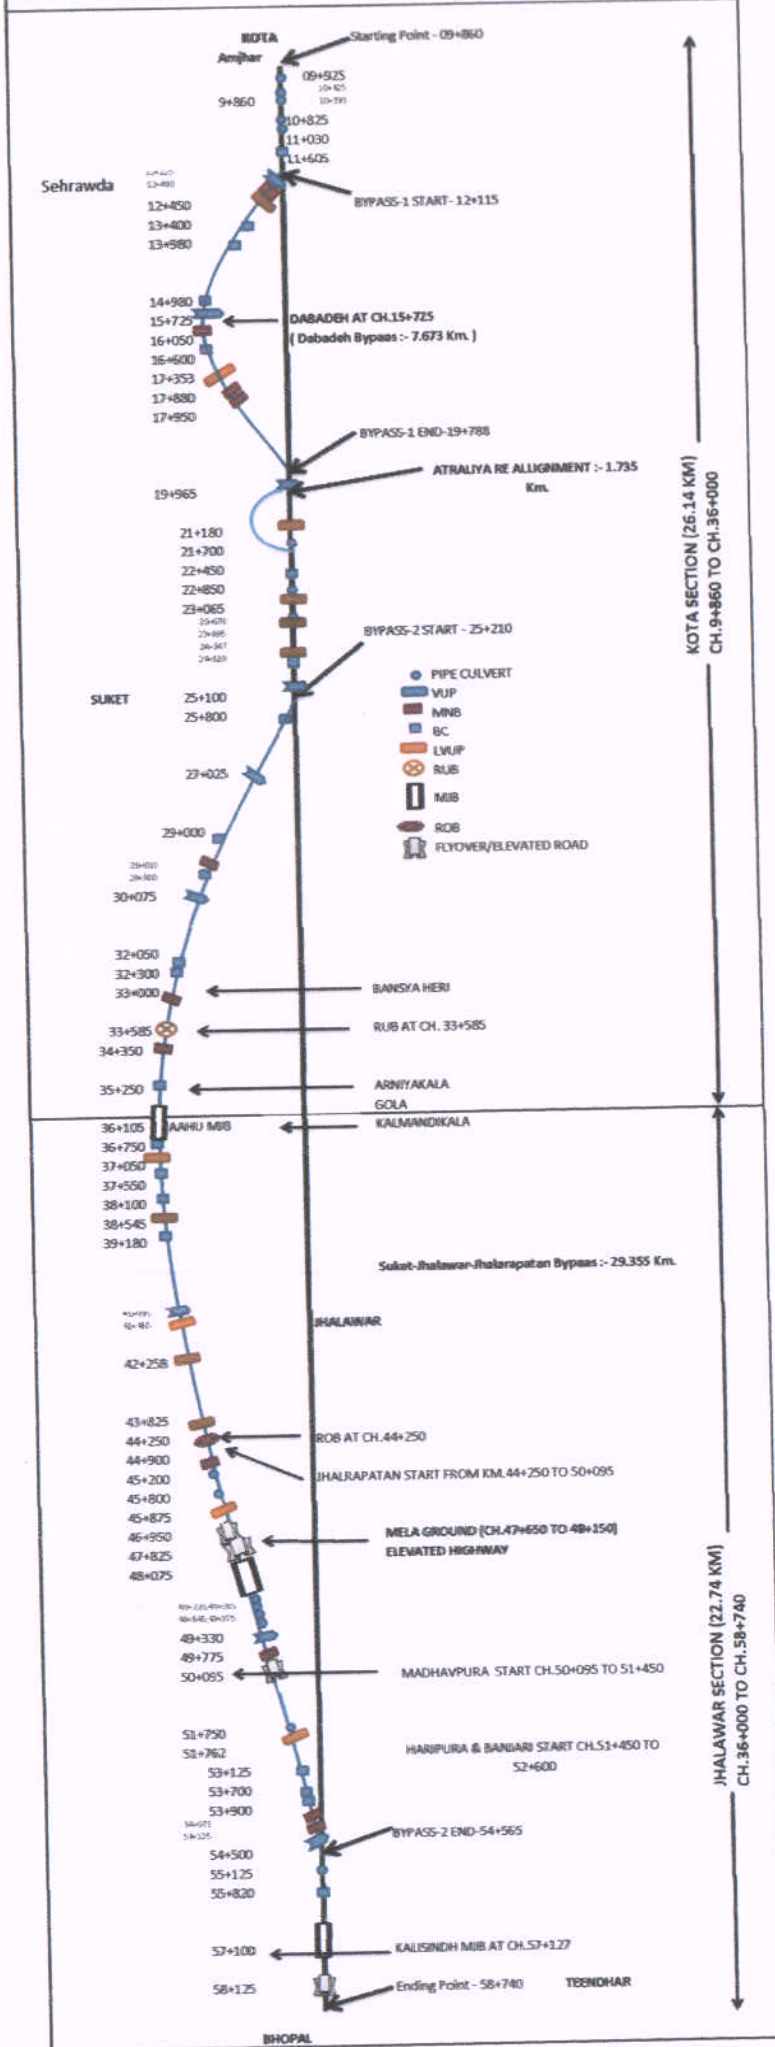 KOTA
Starting Point - 09+860
Amjhar
09+925
9+860
10+825
11+030
11+605
Sehrawda
BYPASS-1 START- 12+115
12+450
13+400
13+980
14+980
15+725
DABADEH AT CH.15+725
( Dabadeh Bypaas :- 7.673 Km. )
16+050
16+600
17+353
17+880
17+950
BYPASS-1 END-19+788
ATRALIYA RE ALLIGNMENT :- 1.735
Km.
19+965
21+180
21+700
22+450
22+850
23+065
BYPASS-2 START - 25+210
SUKET
25+100
25+800
PIPE CULVERT
VUP
MNB
BC
LVUP
RUB
MJB
ROB
FLYOVER/ELEVATED ROAD
KOTA SECTION (26.14 KM)
CH.9+860 TO CH.36+000
27+025
29+000
30+075
32+050
32+300
33+000
BANSYA HERI
33+585
RUB AT CH. 33+585
34+350
35+250
ARNIYAKALA
GOLA
36+105
AAHU MJB
KALMANDIKALA
36+750
37+050
37+550
38+100
38+545
39+180
Suket-Jhalawar-Jhalarapatan Bypaas :- 29.355 Km.
JHALAWAR
42+258
43+825
44+250
ROB AT CH.44+250
44+900
JHALRAPATAN START FROM KM.44+250 TO 50+095
45+200
45+800
45+875
46+950
MELA GROUND (CH.47+650 TO 48+150)
ELEVATED HIGHWAY
47+825
48+075
49+330
49+775
50+095
MADHAVPURA START CH.50+095 TO 51+450
JHALAWAR SECTION (22.74 KM)
CH.36+000 TO CH.58+740
51+750
51+762
HARIPURA & BANJARI START CH.51+450 TO
52+600
53+125
53+700
53+900
BYPASS-2 END-54+565
54+500
55+125
55+820
57+100
KALISINDH MJB AT CH.57+127
58+125
Ending Point - 58+740
TEENDHAR
BHOPAL